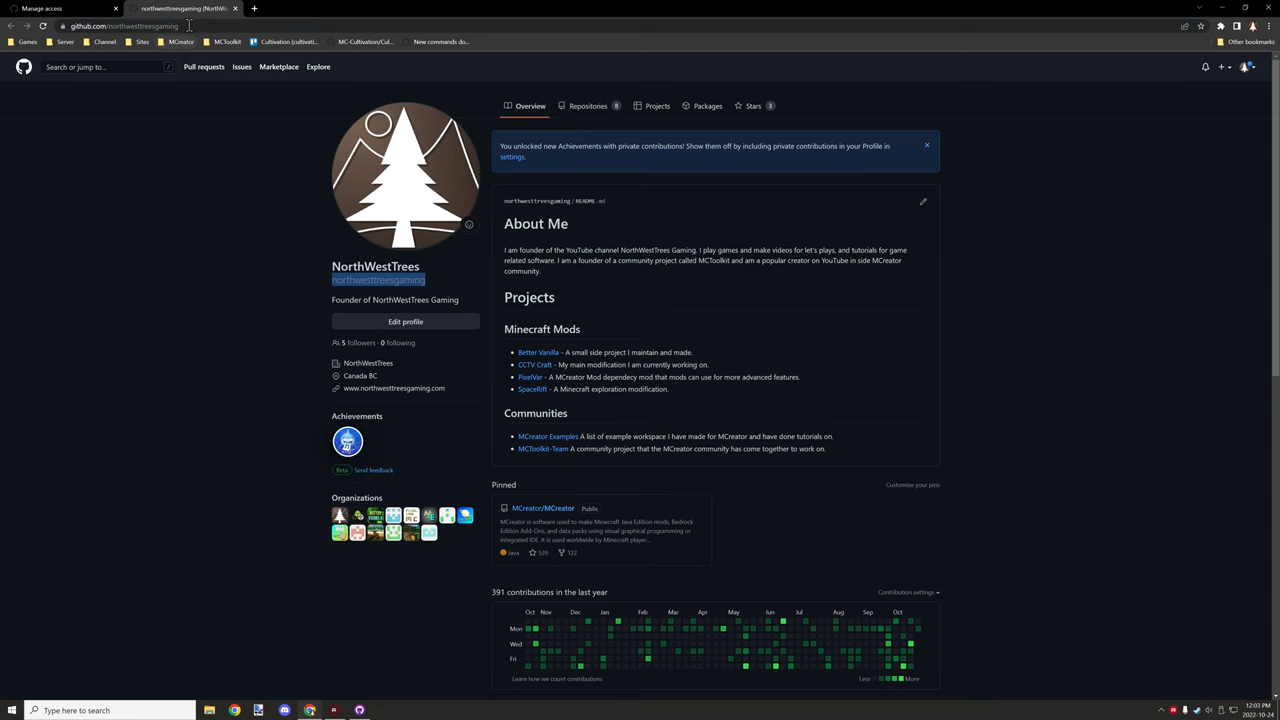 Manage access
northwesttreesgaming (NorthW
github.com/northwesttreesgaming
Games
Server
Channel
Sites
MCreator
MCToolkit
Cultivation (cultivati...
MC-Cultivation/Cul...
New commands do...
Other bookmarks
Search or jump to...
/
Pull requests
Issues
Marketplace
Explore
Overview
Repositories 8
Projects
Packages
Stars 3
You unlocked new Achievements with private contributions! Show them off by including private contributions in your Profile in
settings.
northwesttreesgaming / README.md
About Me
I am founder of the YouTube channel NorthWestTrees Gaming. I play games and make videos for let's plays, and tutorials for game
related software. I am a founder of a community project called MCToolkit and am a popular creator on YouTube in side MCreator
community.
Projects
Minecraft Mods
Better Vanilla - A small side project I maintain and made.
CCTV Craft - My main modification I am currently working on.
PixelVar - A MCreator Mod dependecy mod that mods can use for more advanced features.
SpaceRift - A Minecraft exploration modification.
Communities
MCreator Examples A list of example workspace I have made for MCreator and have done tutorials on.
MCToolkit-Team A community project that the MCreator community has come together to work on.
NorthWestTrees
northwesttreesgaming
Founder of NorthWestTrees Gaming
Edit profile
5 followers · 0 following
NorthWestTrees
Canada BC
www.northwesttreesgaming.com
Achievements
Beta Send feedback
Organizations
Pinned
Customize your pins
MCreator/MCreator Public
MCreator is software used to make Minecraft Java Edition mods, Bedrock
Edition Add-Ons, and data packs using visual graphical programming or
integrated IDE. It is used worldwide by Minecraft player...
Java 539 122
391 contributions in the last year
Contribution settings
Oct Nov Dec Jan Feb Mar Apr May Jun Jul Aug Sep Oct
Mon
Wed
Fri
Learn how we count contributions
Less More
Type here to search
12:03 PM
2022-10-24